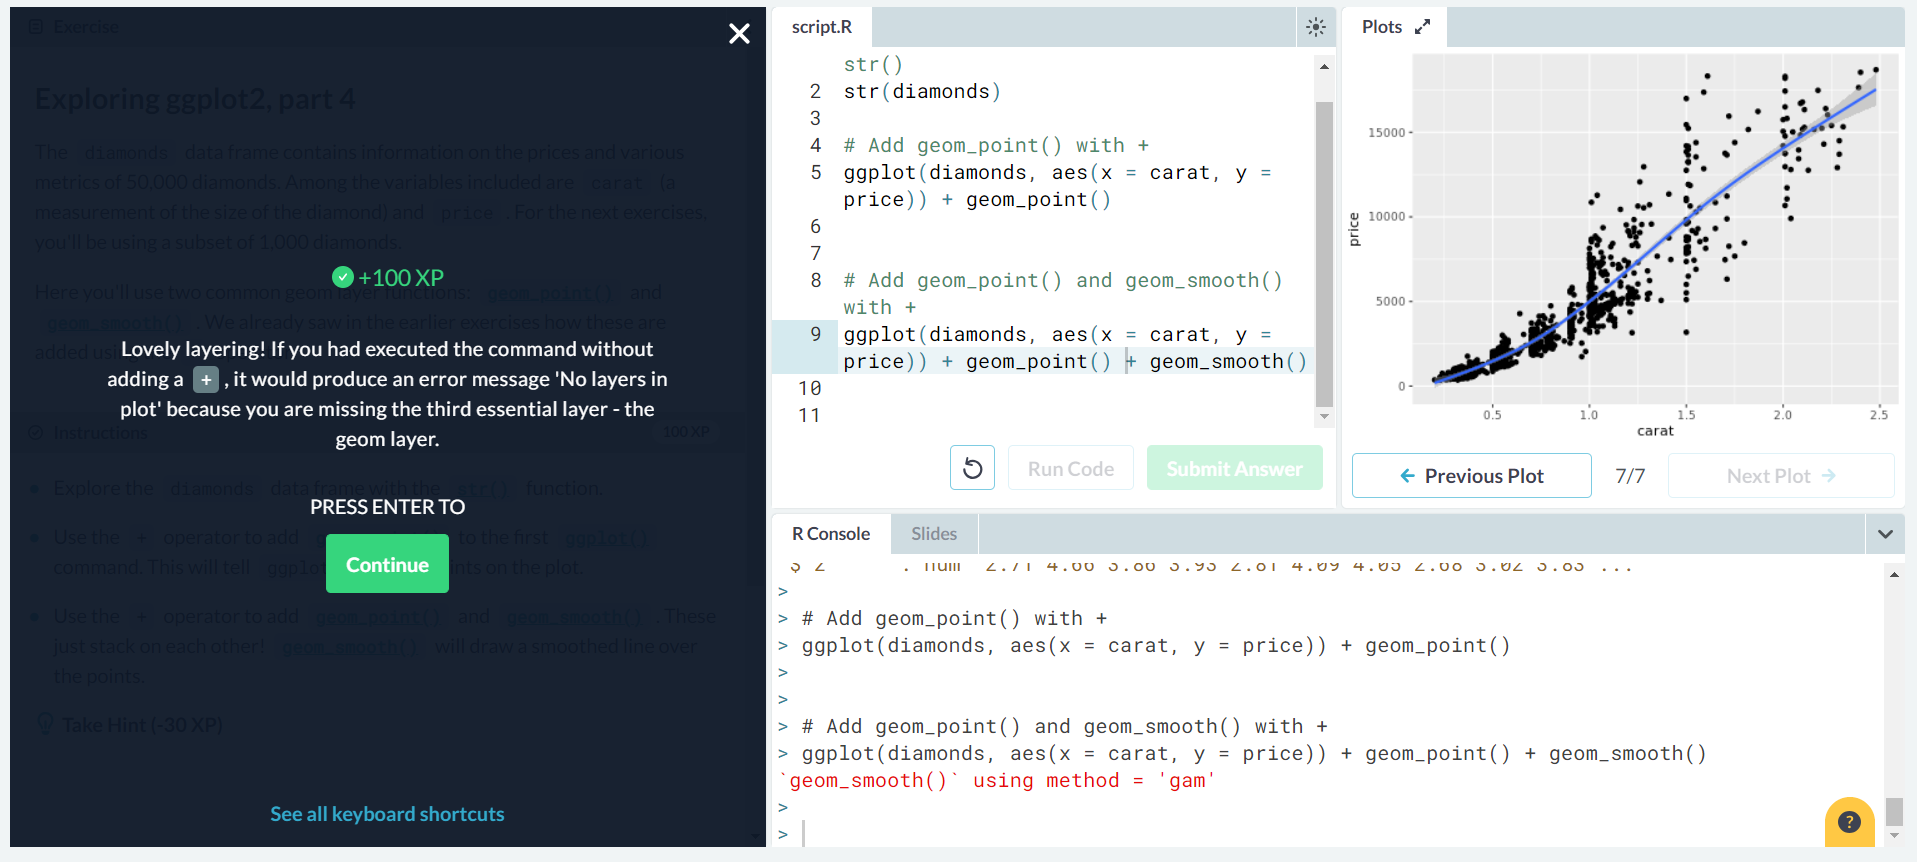 Exercise
Exploring ggplot2, part 4
The diamonds data frame contains information on the prices and various
metrics of 50,000 diamonds. Among the variables included are carat (a
measurement of the size of the diamond) and price . For the next exercises,
you'll be using a subset of 1,000 diamonds.
+100 XP
Here you'll use two common geom layer functions: geom_point() and
geom_smooth() . We already saw in the earlier exercises how these are
added
Lovely layering! If you had executed the command without
adding a + , it would produce an error message 'No layers in
plot' because you are missing the third essential layer - the
geom layer.
Instructions
100 XP
Explore the diamonds data frame with the str() function.
PRESS ENTER TO
Use the + operator to add to the first ggplot()
command. This will tell ggplot
Continue
Use the + operator to add geom_point() and geom_smooth() . These
just stack on each other! geom_smooth() will draw a smoothed line over
the points.
Take Hint (-30 XP)
See all keyboard shortcuts
script.R
str()
2 str(diamonds)
3
4 # Add geom_point() with +
5 ggplot(diamonds, aes(x = carat, y =
price)) + geom_point()
6
7
8 # Add geom_point() and geom_smooth()
with +
9 ggplot(diamonds, aes(x = carat, y =
price)) + geom_point() + geom_smooth()
10
11
Run Code
Submit Answer
Plots
15000
10000
5000
0
price
0.5 1.0 1.5 2.0 2.5
carat
Previous Plot
7/7
Next Plot
R Console
Slides
$ z : num 2.71 4.66 3.86 3.93 2.81 4.09 4.05 2.68 3.02 3.83 ...
>
> # Add geom_point() with +
> ggplot(diamonds, aes(x = carat, y = price)) + geom_point()
>
>
> # Add geom_point() and geom_smooth() with +
> ggplot(diamonds, aes(x = carat, y = price)) + geom_point() + geom_smooth()
`geom_smooth()` using method = 'gam'
>
>
?